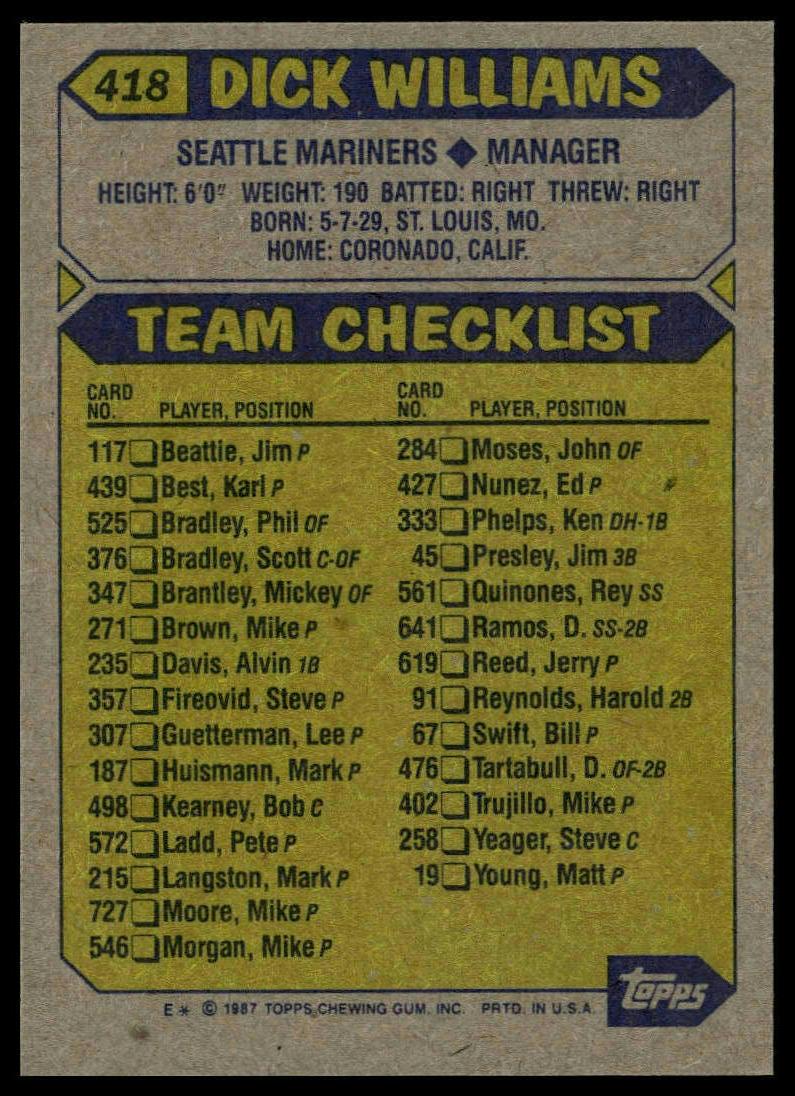 418 DICK WILLIAMS
SEATTLE MARINERS ◆ MANAGER
HEIGHT: 6'0" WEIGHT: 190 BATTED: RIGHT THREW: RIGHT
BORN: 5-7-29, ST. LOUIS, MO.
HOME: CORONADO, CALIF.
TEAM CHECKLIST
CARD
NO. PLAYER, POSITION
117 Beattie, Jim P
439 Best, Karl P
525 Bradley, Phil OF
376 Bradley, Scott C-OF
347 Brantley, Mickey OF
271 Brown, Mike P
235 Davis, Alvin 1B
357 Fireovid, Steve P
307 Guetterman, Lee P
187 Huismann, Mark P
498 Kearney, Bob C
572 Ladd, Pete P
215 Langston, Mark P
727 Moore, Mike P
546 Morgan, Mike P
CARD
NO. PLAYER, POSITION
284 Moses, John OF
427 Nunez, Ed P
333 Phelps, Ken DH-1B
45 Presley, Jim 3B
561 Quinones, Rey SS
641 Ramos, D. SS-2B
619 Reed, Jerry P
91 Reynolds, Harold 2B
67 Swift, Bill P
476 Tartabull, D. OF-2B
402 Trujillo, Mike P
258 Yeager, Steve C
19 Young, Matt P
topps
E* © 1987 TOPPS CHEWING GUM, INC. PRTD. IN U.S.A.